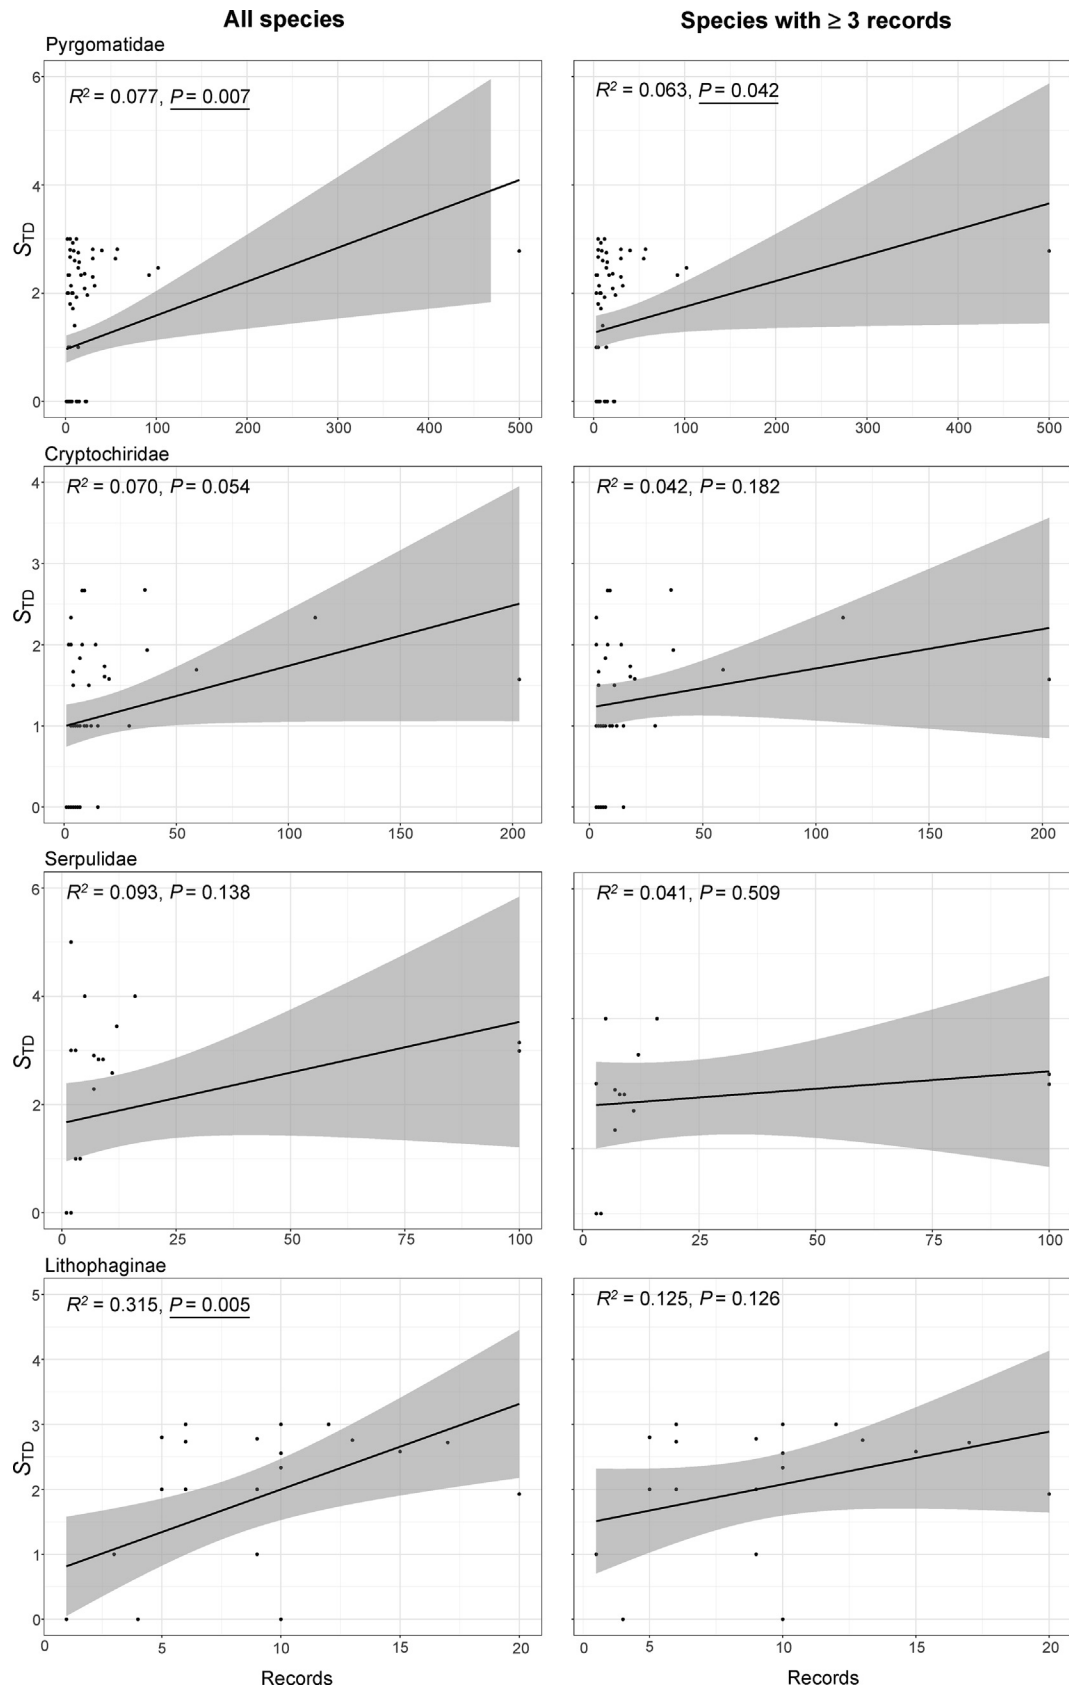 All species
Species with ≥ 3 records
Pyrgomatidae
R² = 0.077, P = 0.007
R² = 0.063, P = 0.042
6
4
2
0
STD
0 100 200 300 400 500
0 100 200 300 400 500
Cryptochiridae
R² = 0.070, P = 0.054
R² = 0.042, P = 0.182
4
3
2
1
0
STD
0 50 100 150 200
0 50 100 150 200
Serpulidae
R² = 0.093, P = 0.138
R² = 0.041, P = 0.509
6
4
2
0
STD
0 25 50 75 100
0 25 50 75 100
Lithophaginae
R² = 0.315, P = 0.005
R² = 0.125, P = 0.126
5
4
3
2
1
0
STD
0 5 10 15 20
0 5 10 15 20
Records
Records